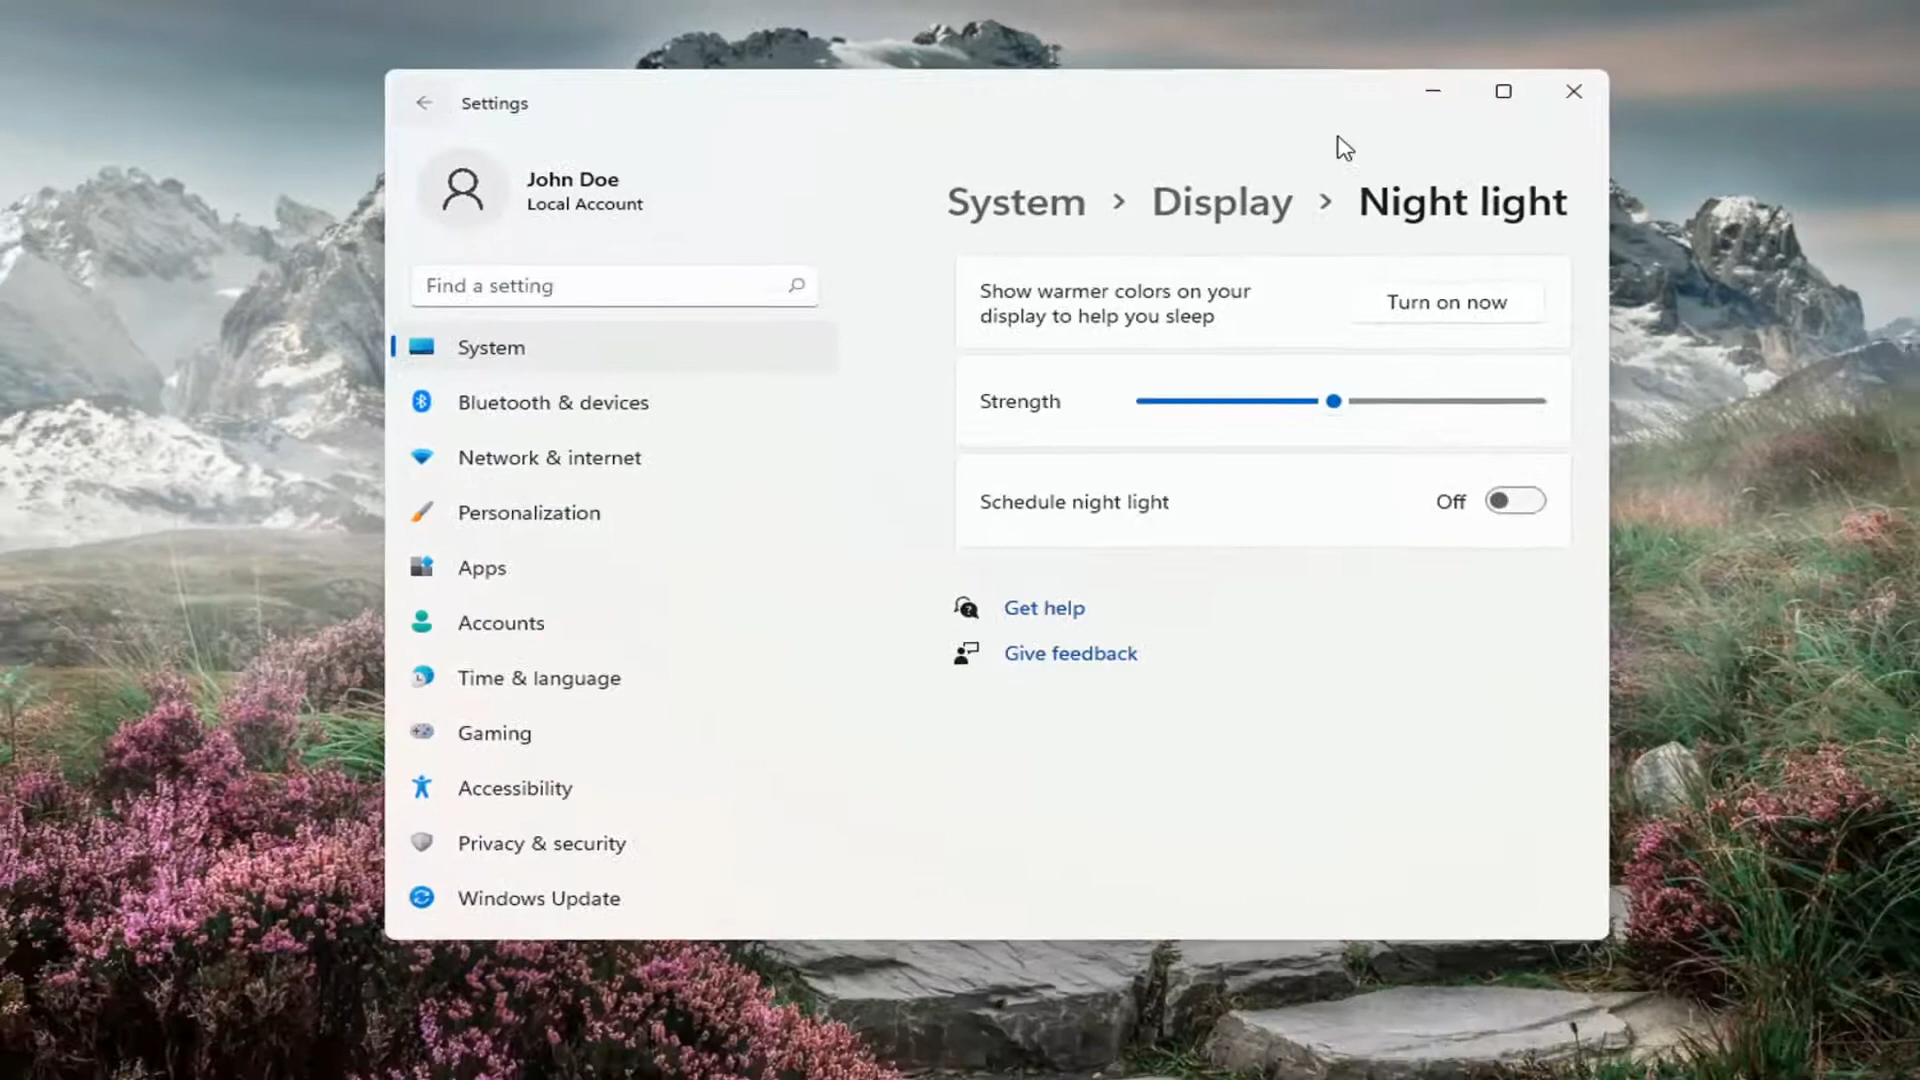 Settings
John Doe
Local Account
Find a setting
System
Bluetooth & devices
Network & internet
Personalization
Apps
Accounts
Time & language
Gaming
Accessibility
Privacy & security
Windows Update
System > Display > Night light
Show warmer colors on your
display to help you sleep
Turn on now
Strength
Schedule night light
Off
Get help
Give feedback